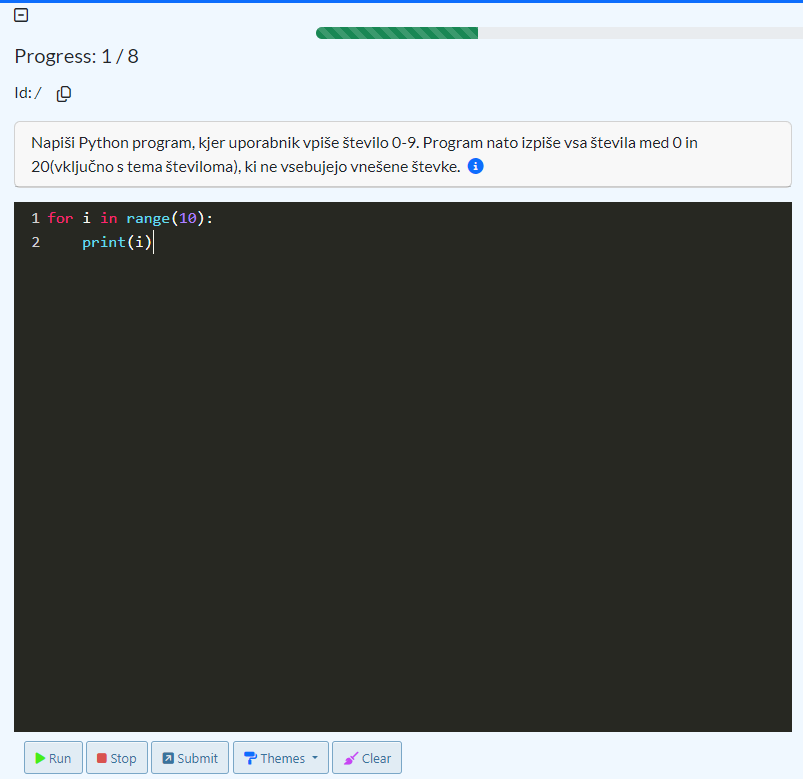 Progress: 1 / 8
Id: /
Napiši Python program, kjer uporabnik vpiše število 0-9. Program nato izpiše vsa števila med 0 in
20(vključno s tema številoma), ki ne vsebujejo vnešene števke.
1 for i in range(10):
2 print(i)
Run Stop Submit Themes Clear